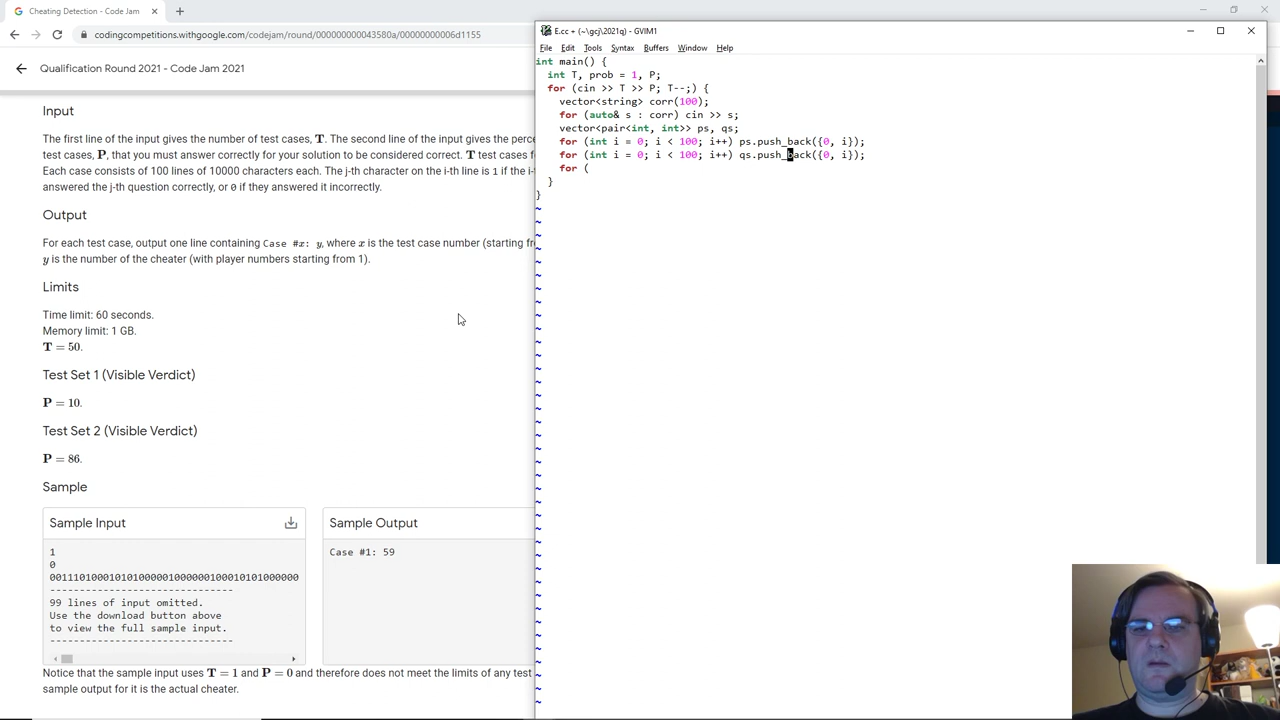 Cheating Detection - Code Jam
codingcompetitions.withgoogle.com/codejam/round/00000000043580a/00000000006d1155
Qualification Round 2021 - Code Jam 2021
Input
The first line of the input gives the number of test cases, T. The second line of the input gives the perce
test cases, P, that you must answer correctly for your solution to be considered correct. T test cases f
Each case consists of 100 lines of 10000 characters each. The j-th character on the i-th line is 1 if the i-t
answered the j-th question correctly, or 0 if they answered it incorrectly.
Output
For each test case, output one line containing Case #x: y, where x is the test case number (starting fro
y is the number of the cheater (with player numbers starting from 1).
Limits
Time limit: 60 seconds.
Memory limit: 1 GB.
T = 50.
Test Set 1 (Visible Verdict)
P = 10.
Test Set 2 (Visible Verdict)
P = 86.
Sample
Sample Input
1
0
-----------------------------
99 lines of input omitted.
Use the download button above
to view the full sample input.
-----------------------------
Sample Output
Case #1: 59
Notice that the sample input uses T = 1 and P = 0 and therefore does not meet the limits of any test
sample output for it is the actual cheater.
E.cc + (~\gcj\2021q) - GVIM1
File Edit Tools Syntax Buffers Window Help
int main() {
  int T, prob = 1, P;
  for (cin >> T >> P; T--;) {
    vector<string> corr(100);
    for (auto& s : corr) cin >> s;
    vector<pair<int, int>> ps, qs;
    for (int i = 0; i < 100; i++) ps.push_back({0, i});
    for (int i = 0; i < 100; i++) qs.push_back({0, i});
    for (
  }
}